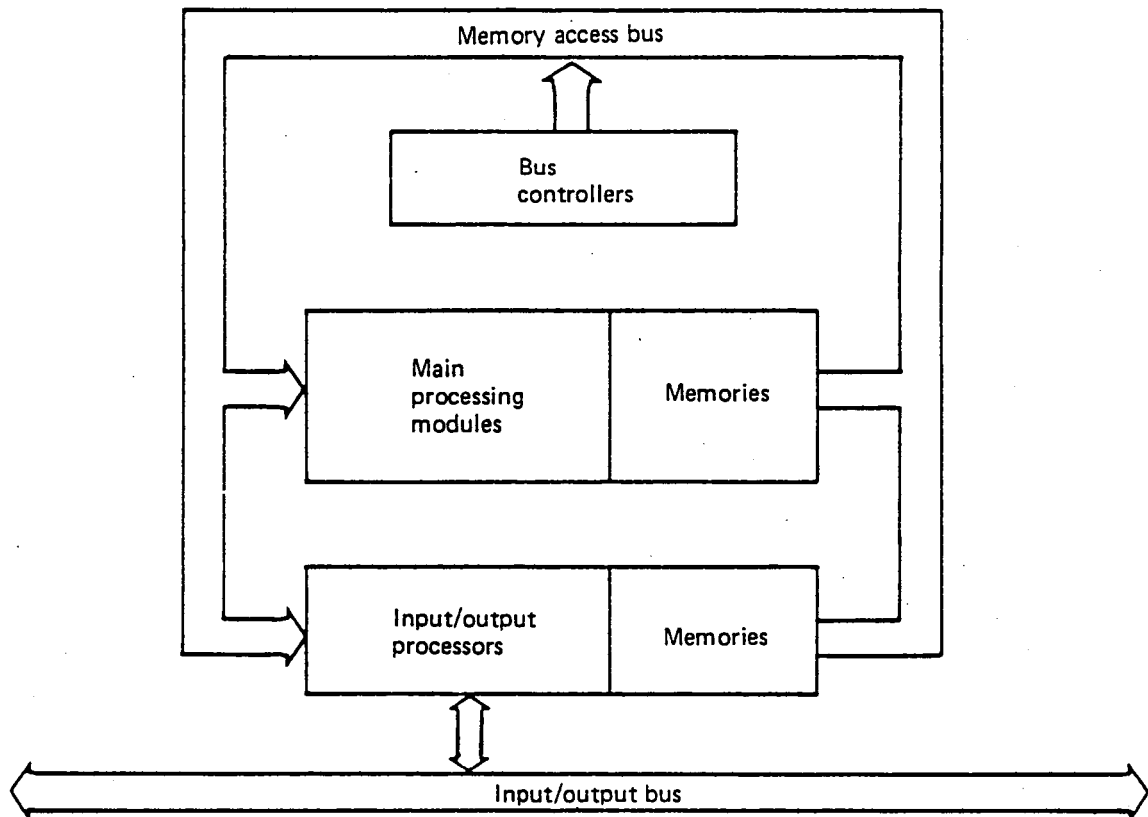 Memory access bus
Bus
controllers
Main
processing
modules
Memories
Input/output
processors
Memories
Input/output bus